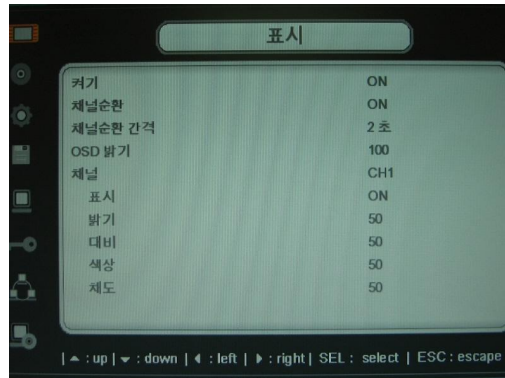 표시
켜기 ON
채널순환 ON
채널순환 간격 2 초
OSD 밝기 100
채널 CH1
표시 ON
밝기 50
대비 50
색상 50
채도 50
| ▲ : up | ▼ : down | ◀ : left | ▶ : right | SEL : select | ESC : escape